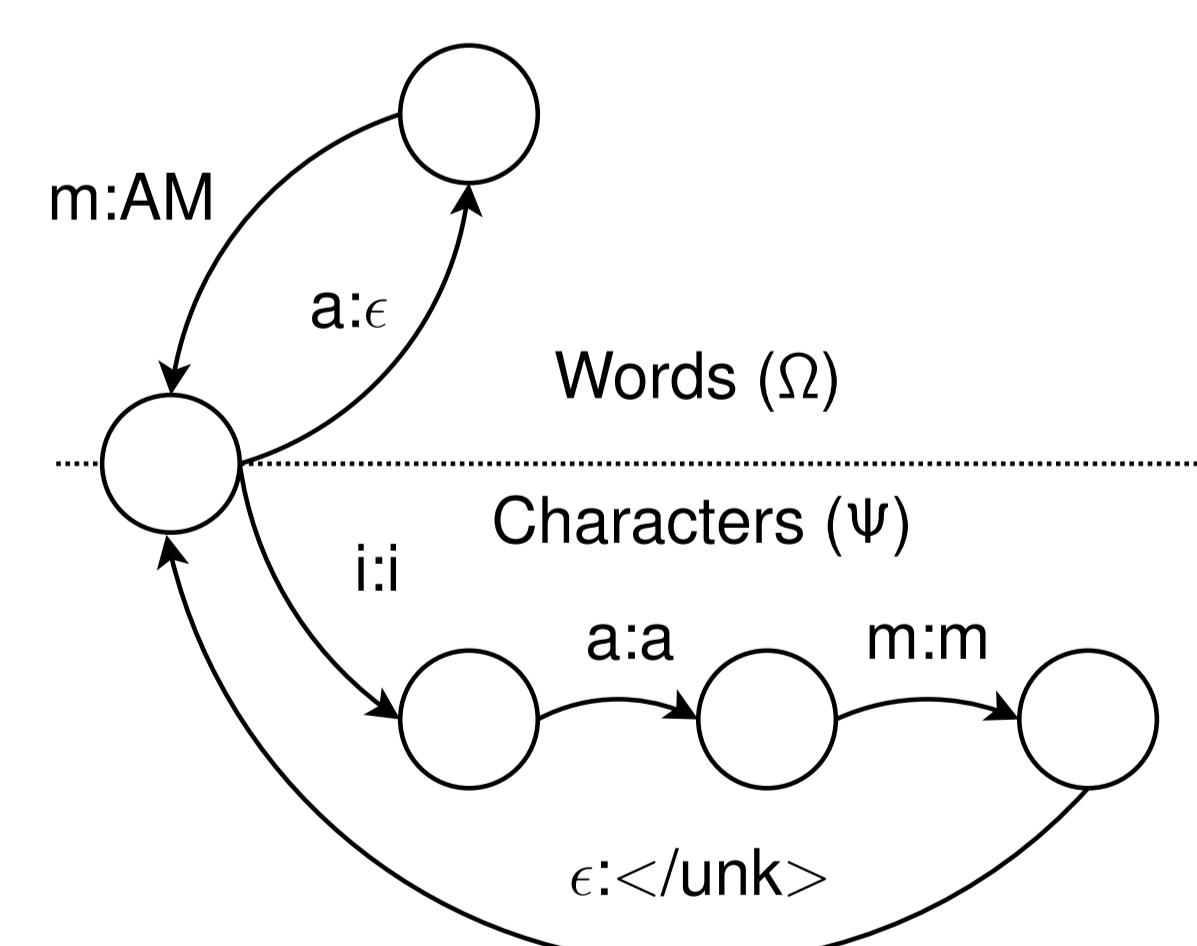 m:AM
a:ϵ
Words (Ω)
Characters (Ψ)
i:i
a:a
m:m
ϵ:</unk>